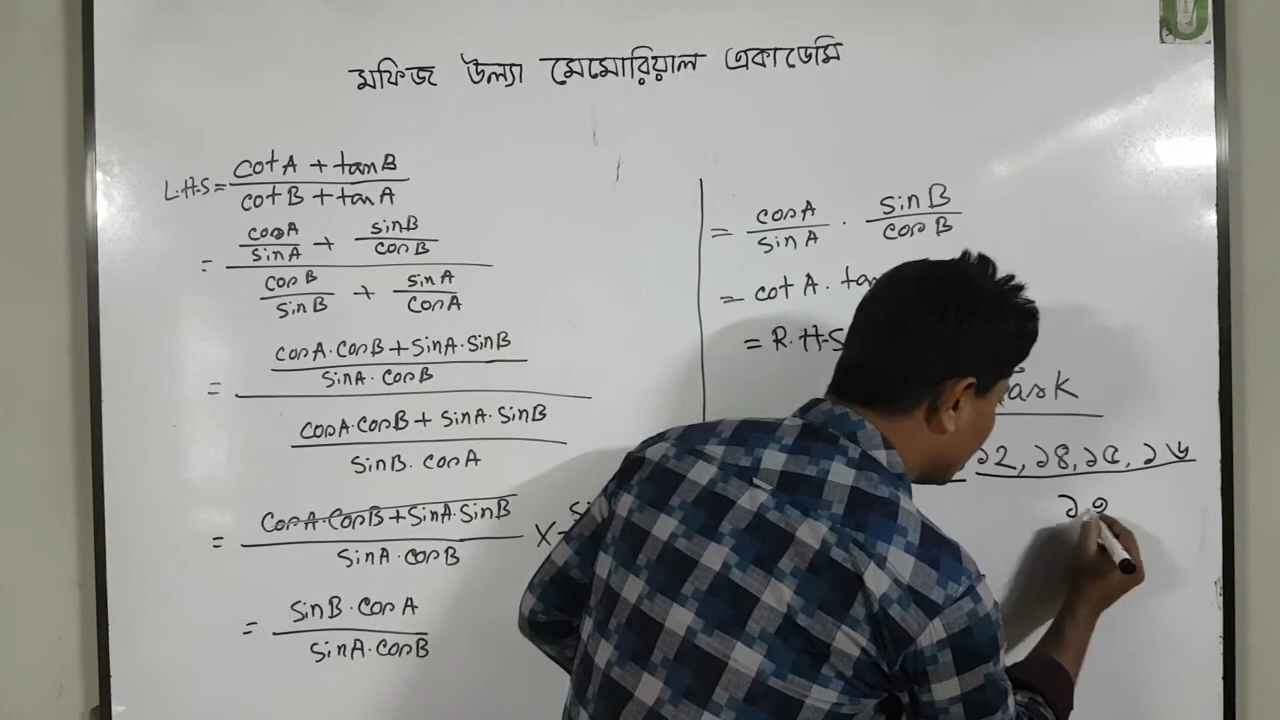 মফিজ উল্যা মেমোরিয়াল একাডেমি
L.H.S = (cotA + tanB) / (cotB + tanA)
= (cosA/sinA + sinB/cosB) / (cosB/sinB + sinA/cosA)
= ((cosA·cosB + sinA·sinB) / (sinA·cosB)) / ((cosA·cosB + sinA·sinB) / (sinB·cosA))
= (cosA·cosB + sinA·sinB) / (sinA·cosB) ×
= (sinB·cosA) / (sinA·cosB)
= cosA/sinA · sinB/cosB
= cot A · tan
= R.H.S
১২, ১৪, ১৫, ১৬